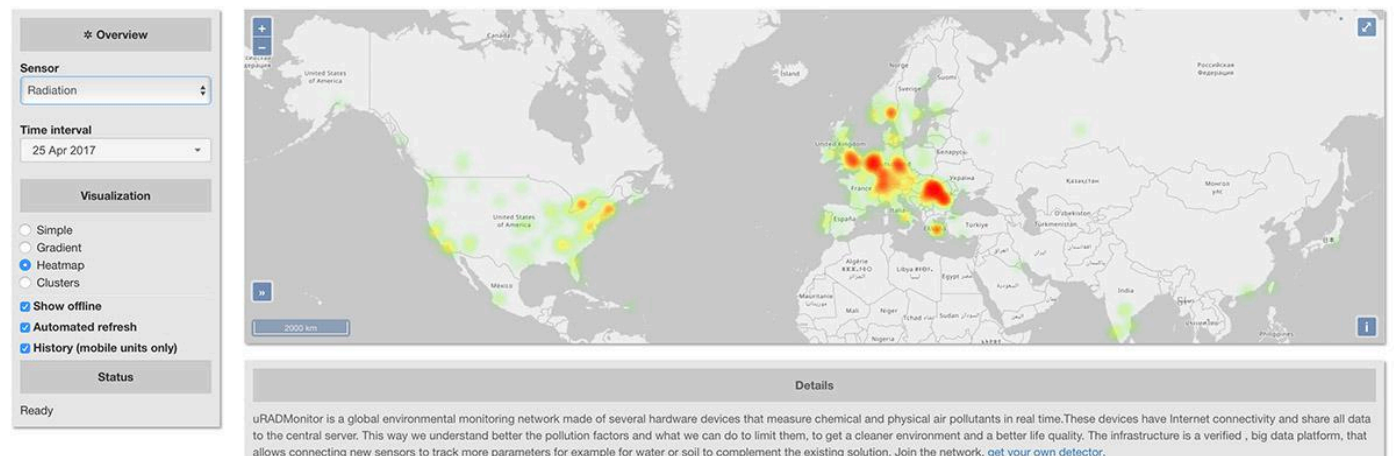 ✲ Overview
Sensor
Radiation
Time interval
25 Apr 2017
Visualization
Simple
Gradient
Heatmap
Clusters
Show offline
Automated refresh
History (mobile units only)
Status
Ready
+
−
Canada
United States
of America
Island
Norge
Suomi
Sverige
Российская
Федерация
United Kingdom
Беларусь
Україна
France
Қазақстан
Монгол
улс
United States
of America
España
Italia
Türkiye
O'zbekiston
Türkmenistan
México
Algérie
الجزائر
Libya
Egypt
السعودية
India
Mauritanie
Mali
Niger
Tchad
Sudan
Nigeria
Philippines
»
2000 km
i
Details
uRADMonitor is a global environmental monitoring network made of several hardware devices that measure chemical and physical air pollutants in real time.These devices have Internet connectivity and share all data
to the central server. This way we understand better the pollution factors and what we can do to limit them, to get a cleaner environment and a better life quality. The infrastructure is a verified , big data platform, that
allows connecting new sensors to track more parameters for example for water or soil to complement the existing solution. Join the network, get your own detector.